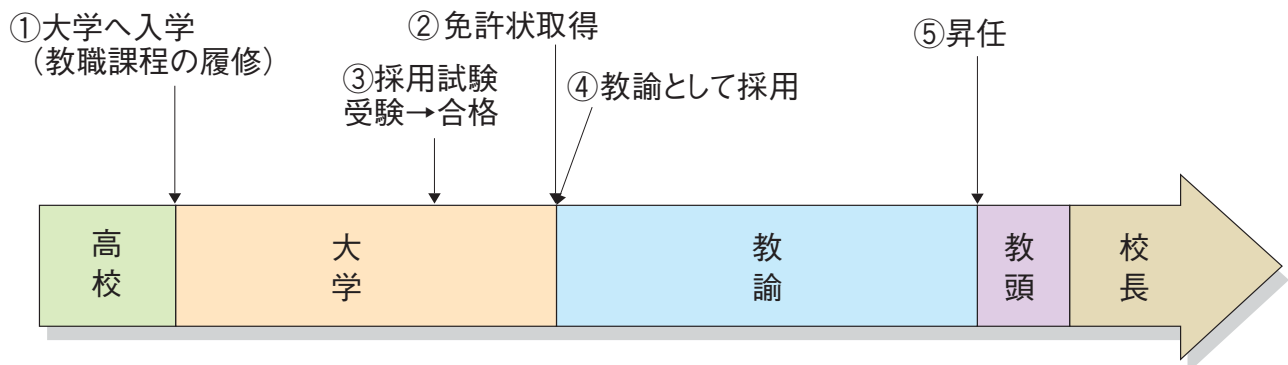 ①大学へ入学
（教職課程の履修）
②免許状取得
③採用試験
受験→合格
④教諭として採用
⑤昇任
高校
大学
教諭
教頭
校長